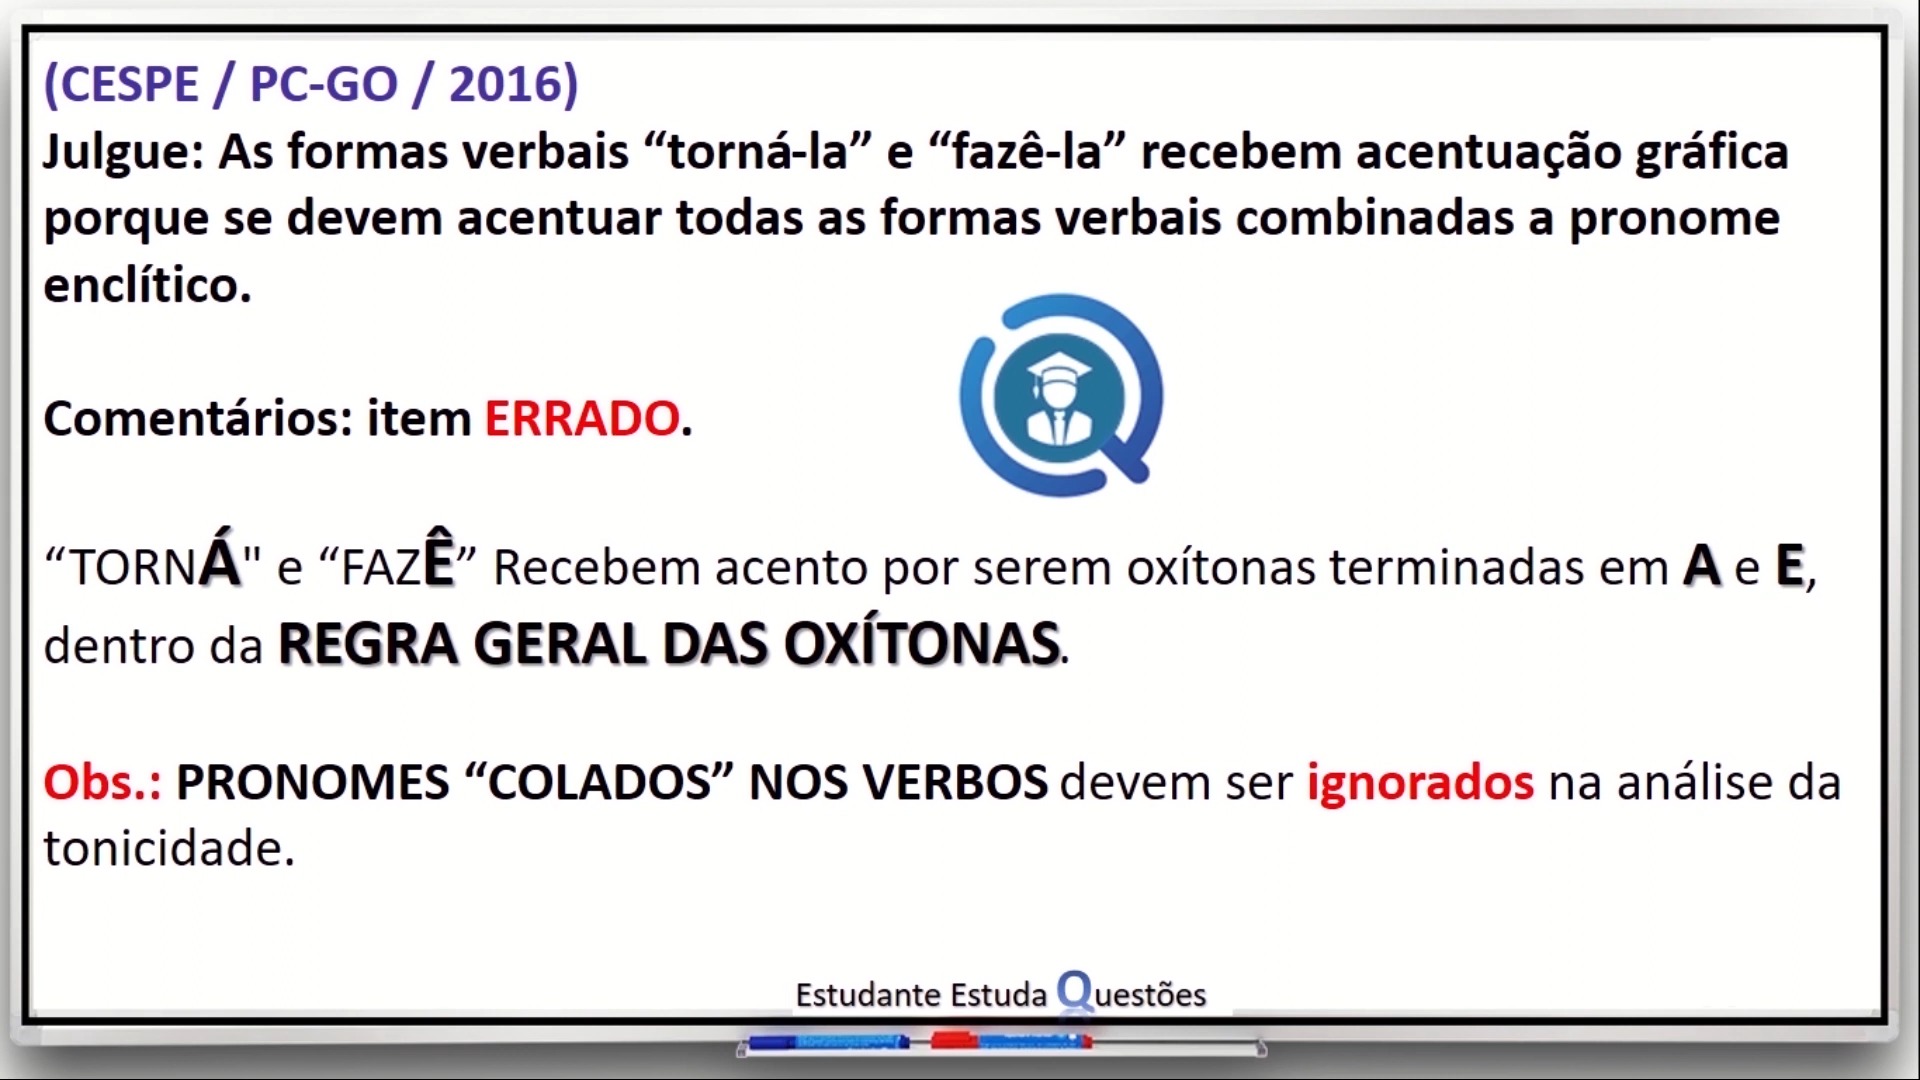 (CESPE / PC-GO / 2016)
Julgue: As formas verbais “torná-la” e “fazê-la” recebem acentuação gráfica
porque se devem acentuar todas as formas verbais combinadas a pronome
enclítico.
Comentários: item ERRADO.
“TORNÁ" e “FAZÊ” Recebem acento por serem oxítonas terminadas em A e E,
dentro da REGRA GERAL DAS OXÍTONAS.
Obs.: PRONOMES “COLADOS” NOS VERBOS devem ser ignorados na análise da
tonicidade.
Estudante Estuda Questões